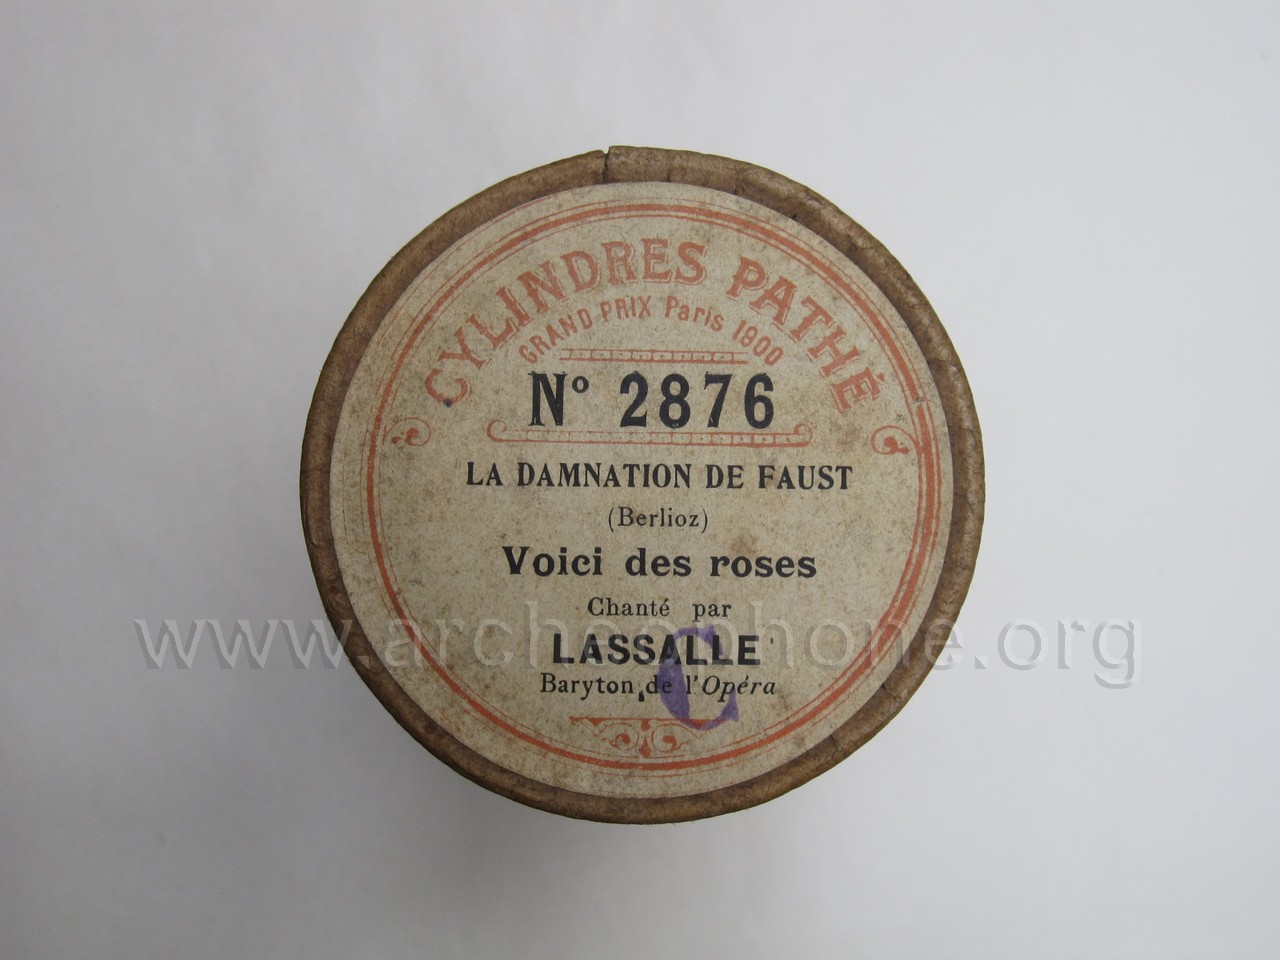 CYLINDRES PATHÉ
GRAND PRIX Paris 1900
Nº 2876
LA DAMNATION DE FAUST
(Berlioz)
Voici des roses
Chanté par
LASSALLE
Baryton de l'Opéra
C
www.archeophone.org